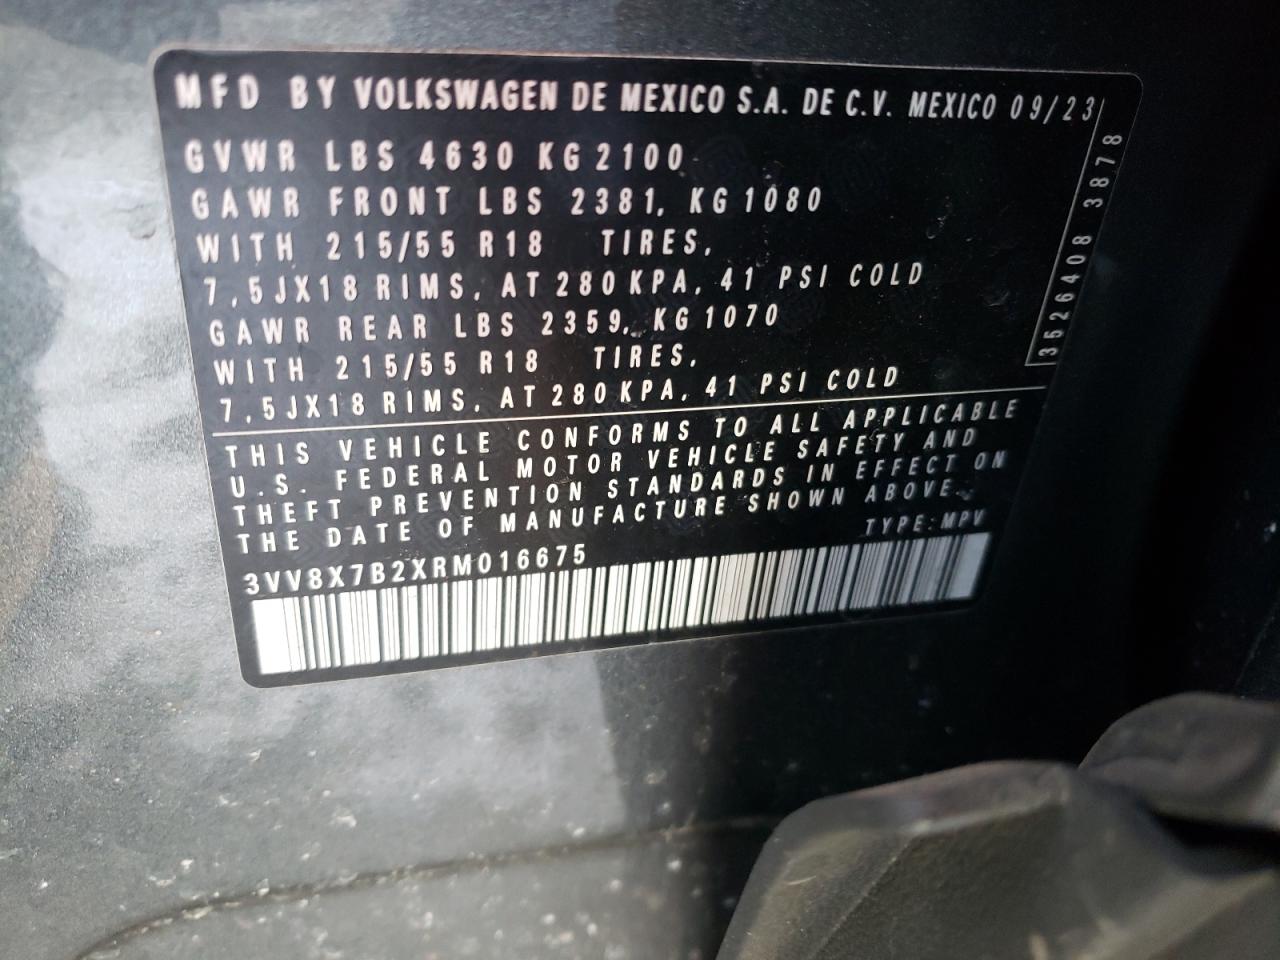 MFD BY VOLKSWAGEN DE MEXICO S.A. DE C.V. MEXICO 09/23
GVWR LBS 4630 KG 2100
GAWR FRONT LBS 2381, KG 1080
WITH 215/55 R18 TIRES,
7,5JX18 RIMS, AT 280 KPA, 41 PSI COLD
GAWR REAR LBS 2359, KG 1070
WITH 215/55 R18 TIRES,
7,5JX18 RIMS, AT 280 KPA, 41 PSI COLD
3526408 3878
THIS VEHICLE CONFORMS TO ALL APPLICABLE
U.S. FEDERAL MOTOR VEHICLE SAFETY AND
THEFT PREVENTION STANDARDS IN EFFECT ON
THE DATE OF MANUFACTURE SHOWN ABOVE.
TYPE: MPV
3VV8X7B2XRM016675